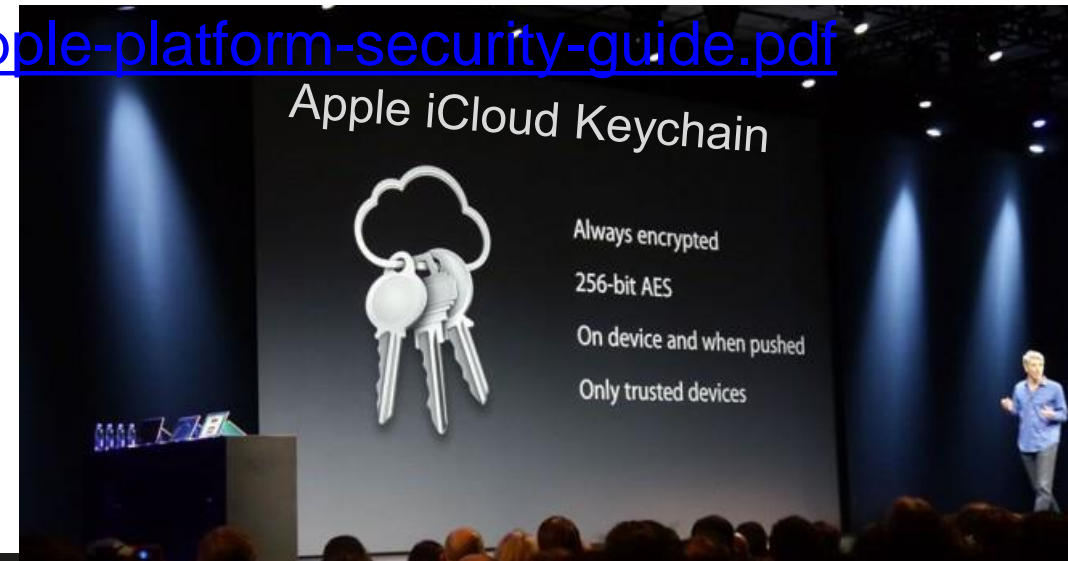 ple-platform-security-guide.pdf
Apple iCloud Keychain
Always encrypted
256-bit AES
On device and when pushed
Only trusted devices